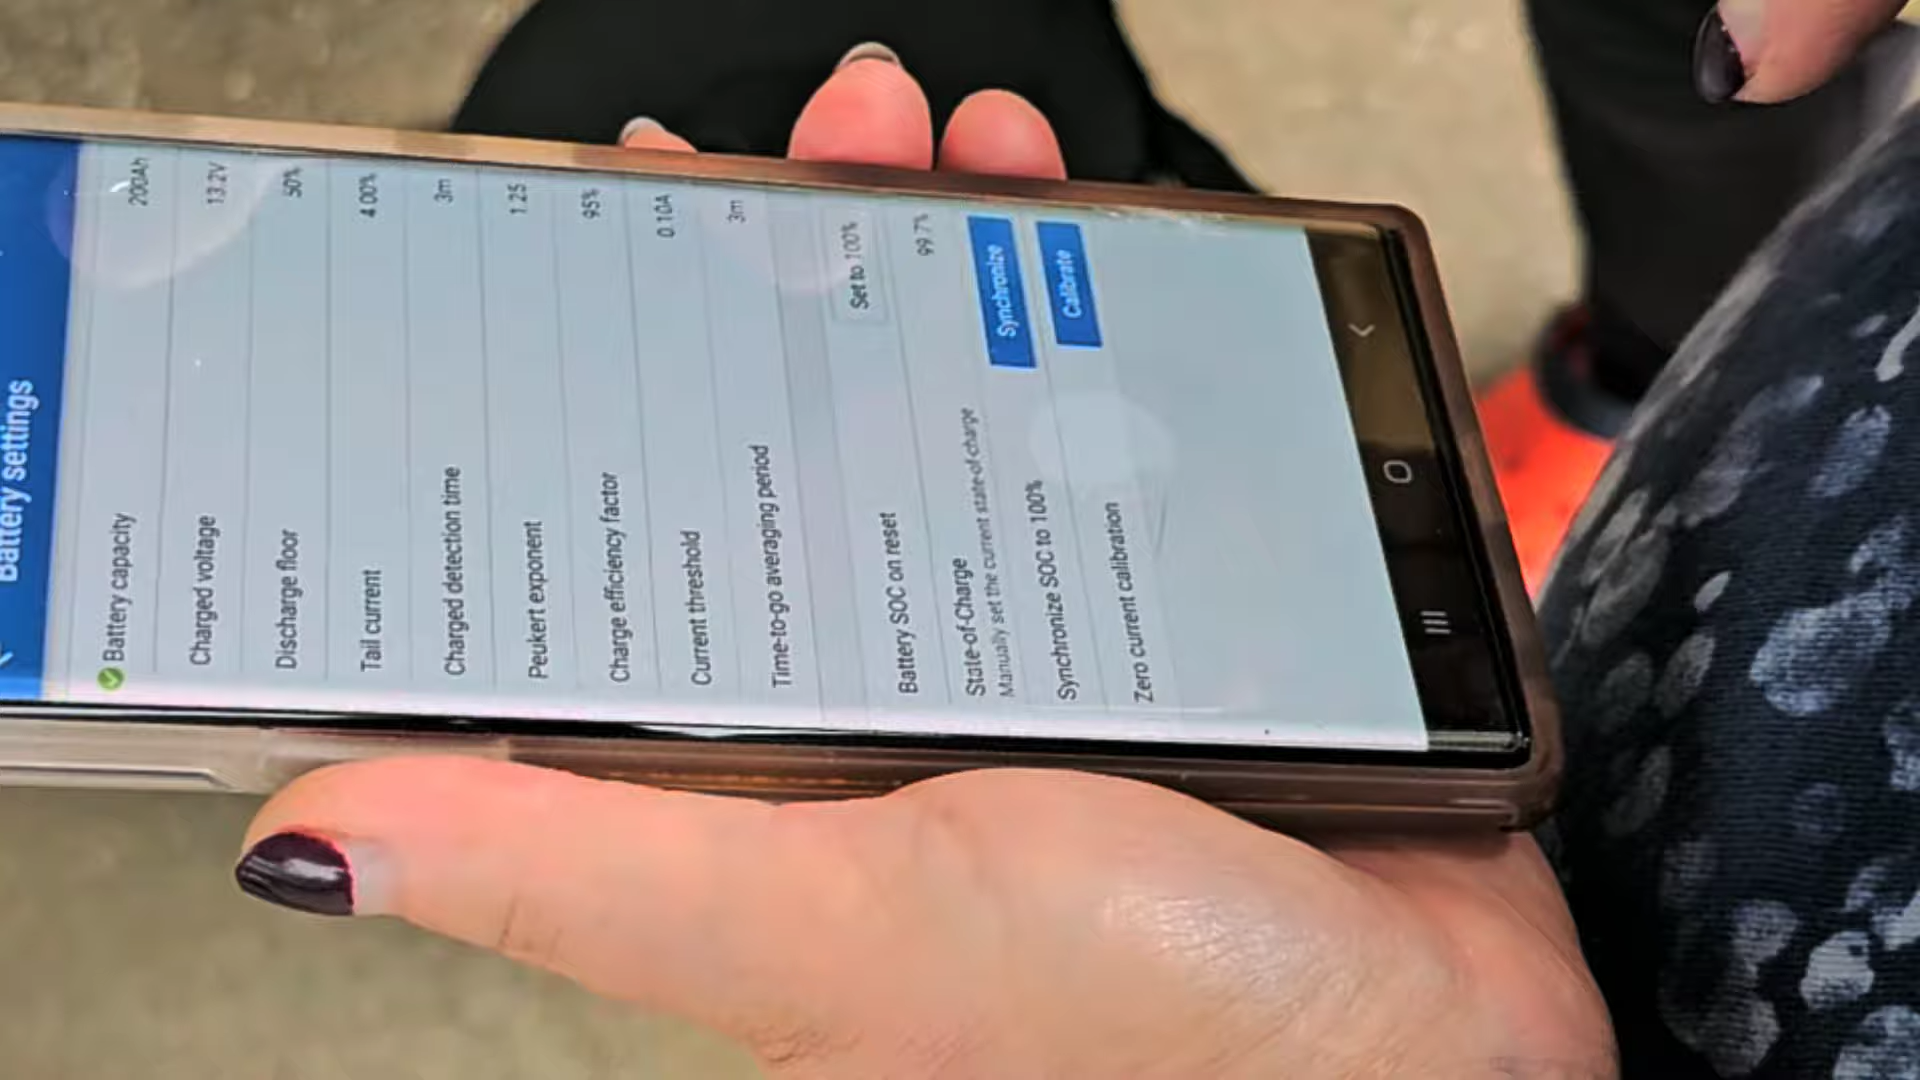 Battery settings
Battery capacity 200Ah
Charged voltage 13.2V
Discharge floor 50%
Tail current 4.00%
Charged detection time 3m
Peukert exponent 1.25
Charge efficiency factor 95%
Current threshold 0.10A
Time-to-go averaging period 3m
Battery SOC on reset Set to 100%
State-of-Charge 99.7%
Manually set the current state-of-charge
Synchronize SOC to 100% Synchronize
Zero current calibration Calibrate